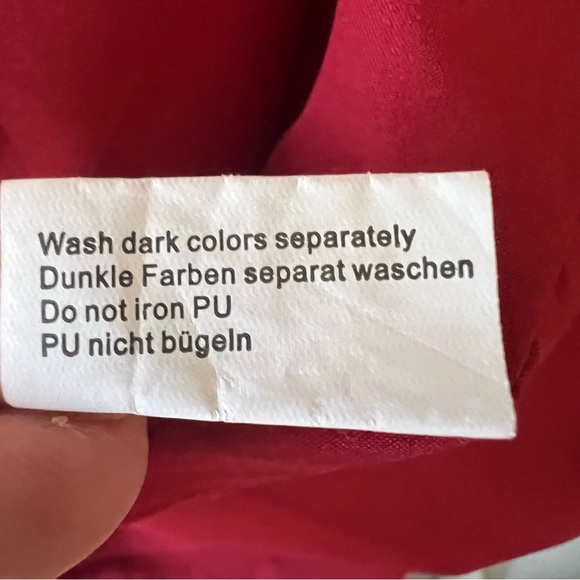 Wash dark colors separately
Dunkle Farben separat waschen
Do not iron PU
PU nicht bügeln